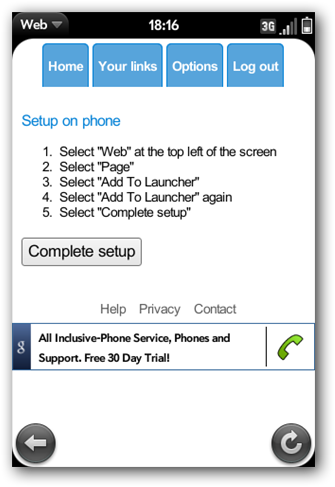 Web 18:16 3G
Home Your links Options Log out
Setup on phone
1. Select "Web" at the top left of the screen
2. Select "Page"
3. Select "Add To Launcher"
4. Select "Add To Launcher" again
5. Select "Complete setup"
Complete setup
Help Privacy Contact
g
All Inclusive-Phone Service, Phones and
Support. Free 30 Day Trial!